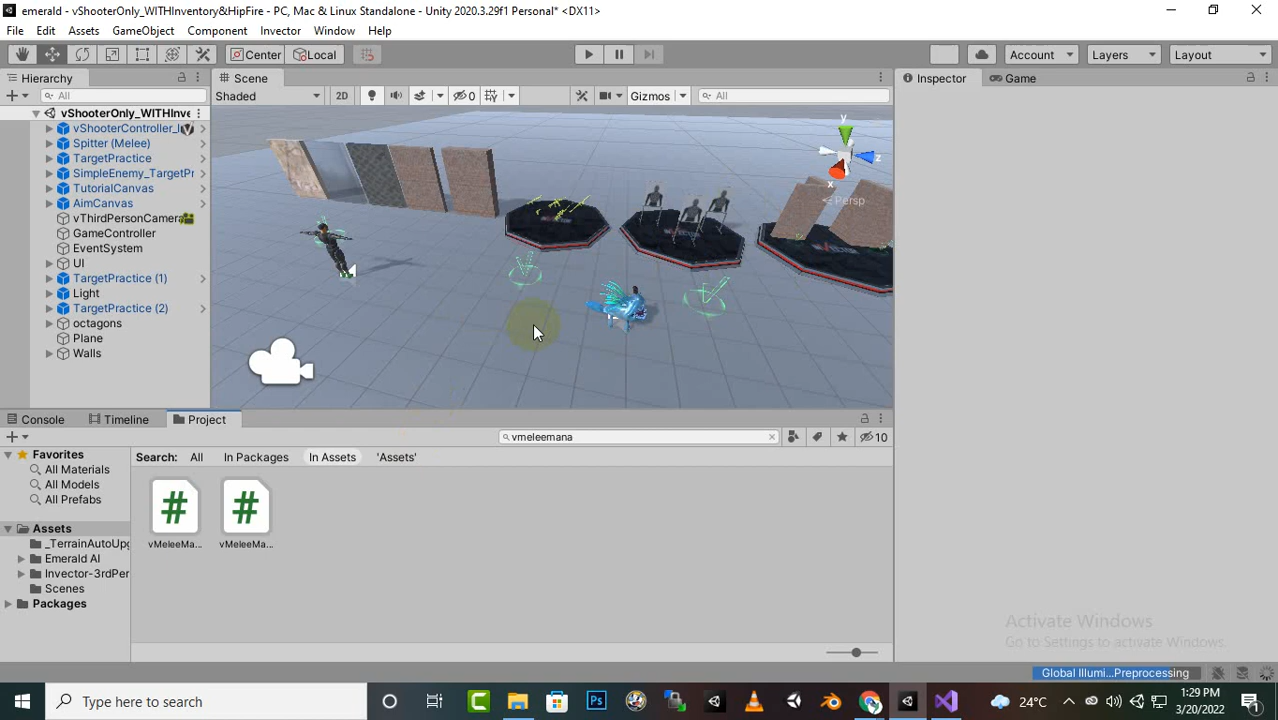 emerald - vShooterOnly_WITHInventory&HipFire - PC, Mac & Linux Standalone - Unity 2020.3.29f1 Personal* <DX11>
File Edit Assets GameObject Component Invector Window Help
Center Local Account Layers Layout
Hierarchy
All
vShooterOnly_WITHInve
vShooterController_I
Spitter (Melee)
TargetPractice
SimpleEnemy_TargetPr
TutorialCanvas
AimCanvas
vThirdPersonCamera
GameController
EventSystem
UI
TargetPractice (1)
Light
TargetPractice (2)
octagons
Plane
Walls
Scene
Shaded 2D 0 Gizmos All
y
z
x
Persp
Inspector Game
Console Timeline Project
vmeleemana 10
Favorites
All Materials
All Models
All Prefabs
Assets
_TerrainAutoUpg
Emerald AI
Invector-3rdPer
Scenes
Packages
Search: All In Packages In Assets 'Assets'
vMeleeMa... vMeleeMa...
Activate Windows
Go to Settings to activate Windows.
Global Illumi...Preprocessing
Type here to search
24°C
1:29 PM
3/20/2022
1